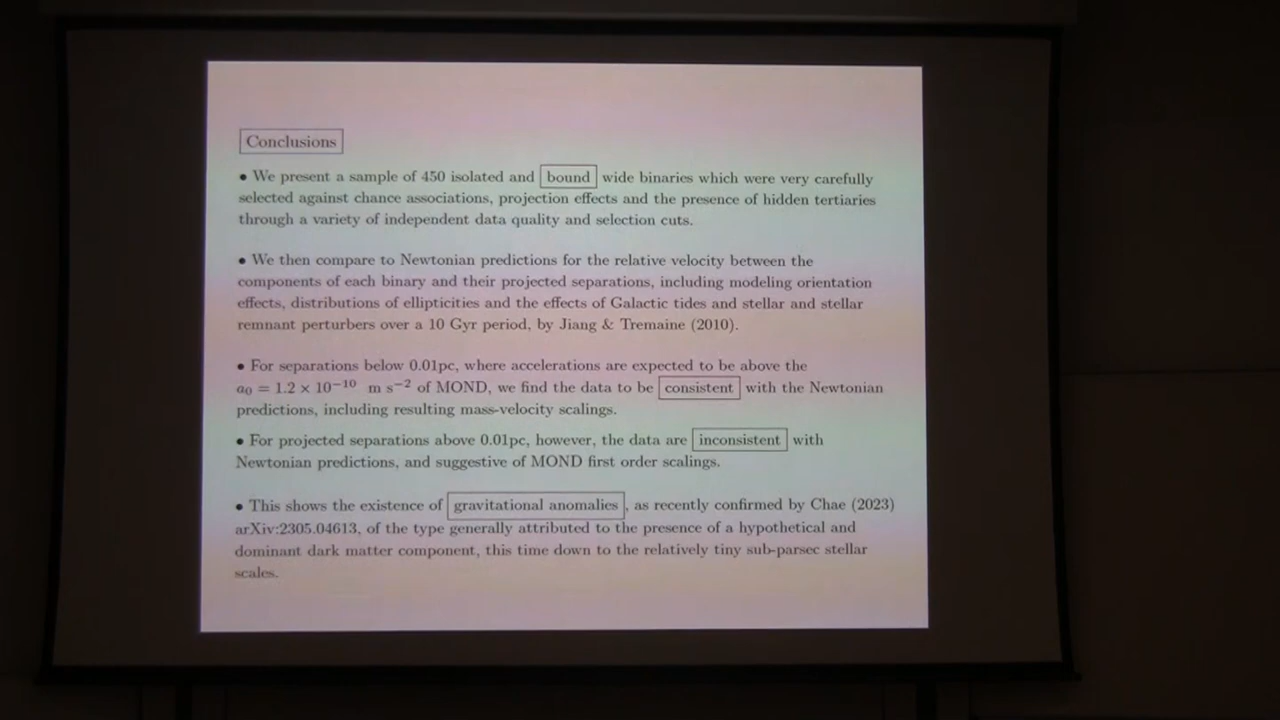 Conclusions
• We present a sample of 450 isolated and bound wide binaries which were very carefully
selected against chance associations, projection effects and the presence of hidden tertiaries
through a variety of independent data quality and selection cuts.
• We then compare to Newtonian predictions for the relative velocity between the
components of each binary and their projected separations, including modeling orientation
effects, distributions of ellipticities and the effects of Galactic tides and stellar and stellar
remnant perturbers over a 10 Gyr period, by Jiang & Tremaine (2010).
• For separations below 0.01pc, where accelerations are expected to be above the
a₀ = 1.2 × 10⁻¹⁰ m s⁻² of MOND, we find the data to be consistent with the Newtonian
predictions, including resulting mass-velocity scalings.
• For projected separations above 0.01pc, however, the data are inconsistent with
Newtonian predictions, and suggestive of MOND first order scalings.
• This shows the existence of gravitational anomalies, as recently confirmed by Chae (2023)
arXiv:2305.04613, of the type generally attributed to the presence of a hypothetical and
dominant dark matter component, this time down to the relatively tiny sub-parsec stellar
scales.